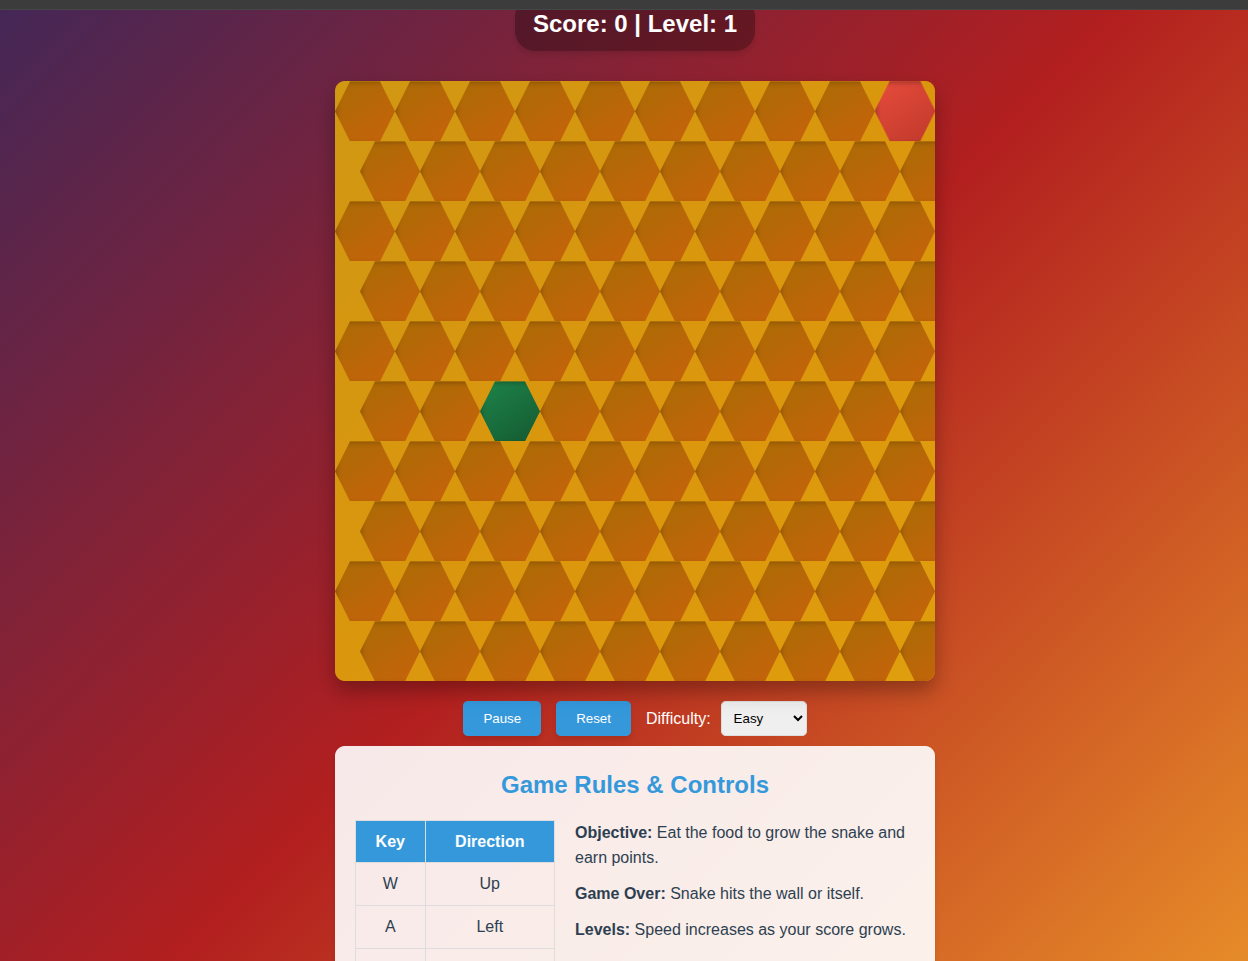 Score: 0 | Level: 1
Pause
Reset
Difficulty:
Easy
Game Rules & Controls
Key
Direction
W
Up
A
Left
Objective: Eat the food to grow the snake and
earn points.
Game Over: Snake hits the wall or itself.
Levels: Speed increases as your score grows.